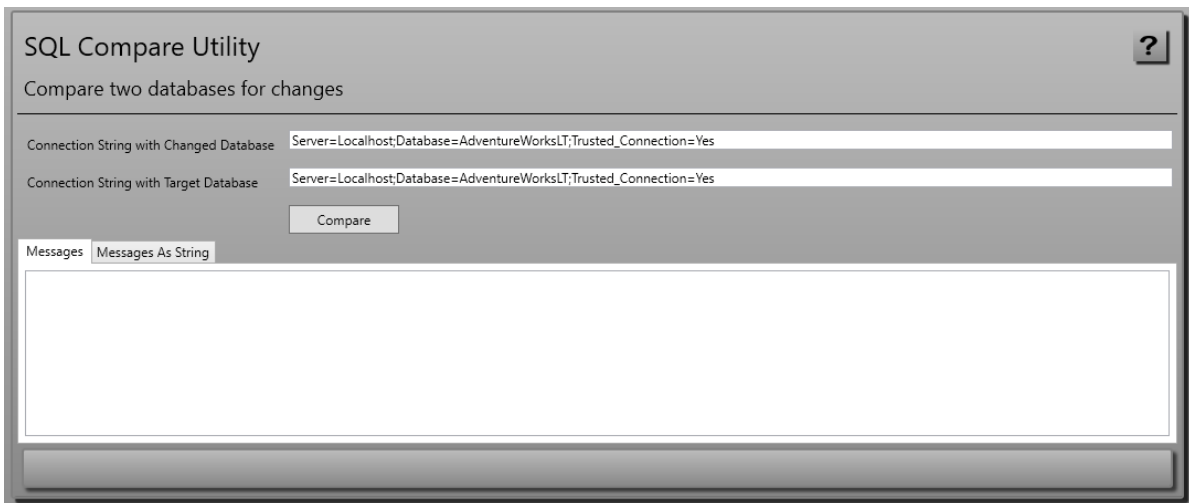 SQL Compare Utility
?
Compare two databases for changes
Connection String with Changed Database
Server=Localhost;Database=AdventureWorksLT;Trusted_Connection=Yes
Connection String with Target Database
Server=Localhost;Database=AdventureWorksLT;Trusted_Connection=Yes
Compare
Messages
Messages As String